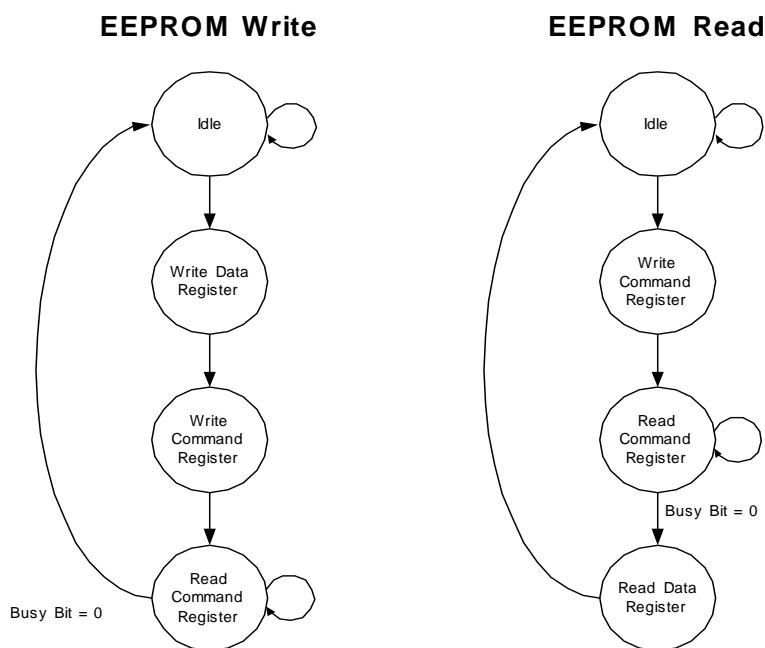 EEPROM Write
Idle
Write Data
Register
Write
Command
Register
Read
Command
Register
Busy Bit = 0
EEPROM Read
Idle
Write
Command
Register
Read
Command
Register
Busy Bit = 0
Read Data
Register